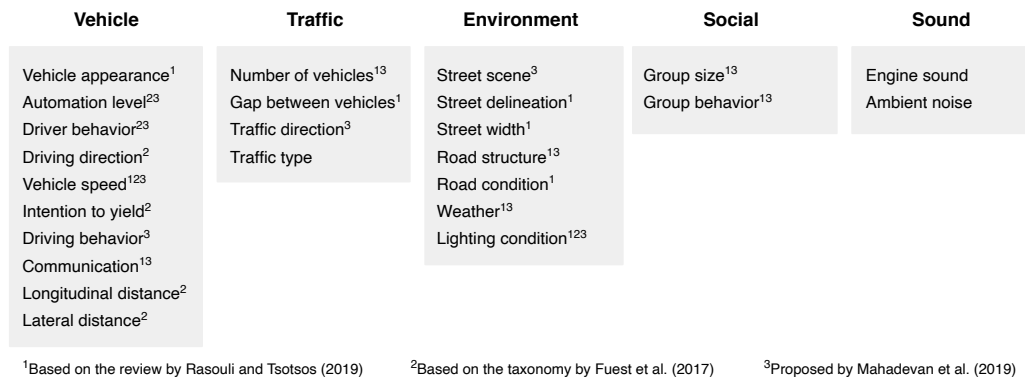 Vehicle
Vehicle appearance¹
Automation level²³
Driver behavior²³
Driving direction²
Vehicle speed¹²³
Intention to yield²
Driving behavior³
Communication¹³
Longitudinal distance²
Lateral distance²
Traffic
Number of vehicles¹³
Gap between vehicles¹
Traffic direction³
Traffic type
Environment
Street scene³
Street delineation¹
Street width¹
Road structure¹³
Road condition¹
Weather¹³
Lighting condition¹²³
Social
Group size¹³
Group behavior¹³
Sound
Engine sound
Ambient noise
¹Based on the review by Rasouli and Tsotsos (2019)
²Based on the taxonomy by Fuest et al. (2017)
³Proposed by Mahadevan et al. (2019)